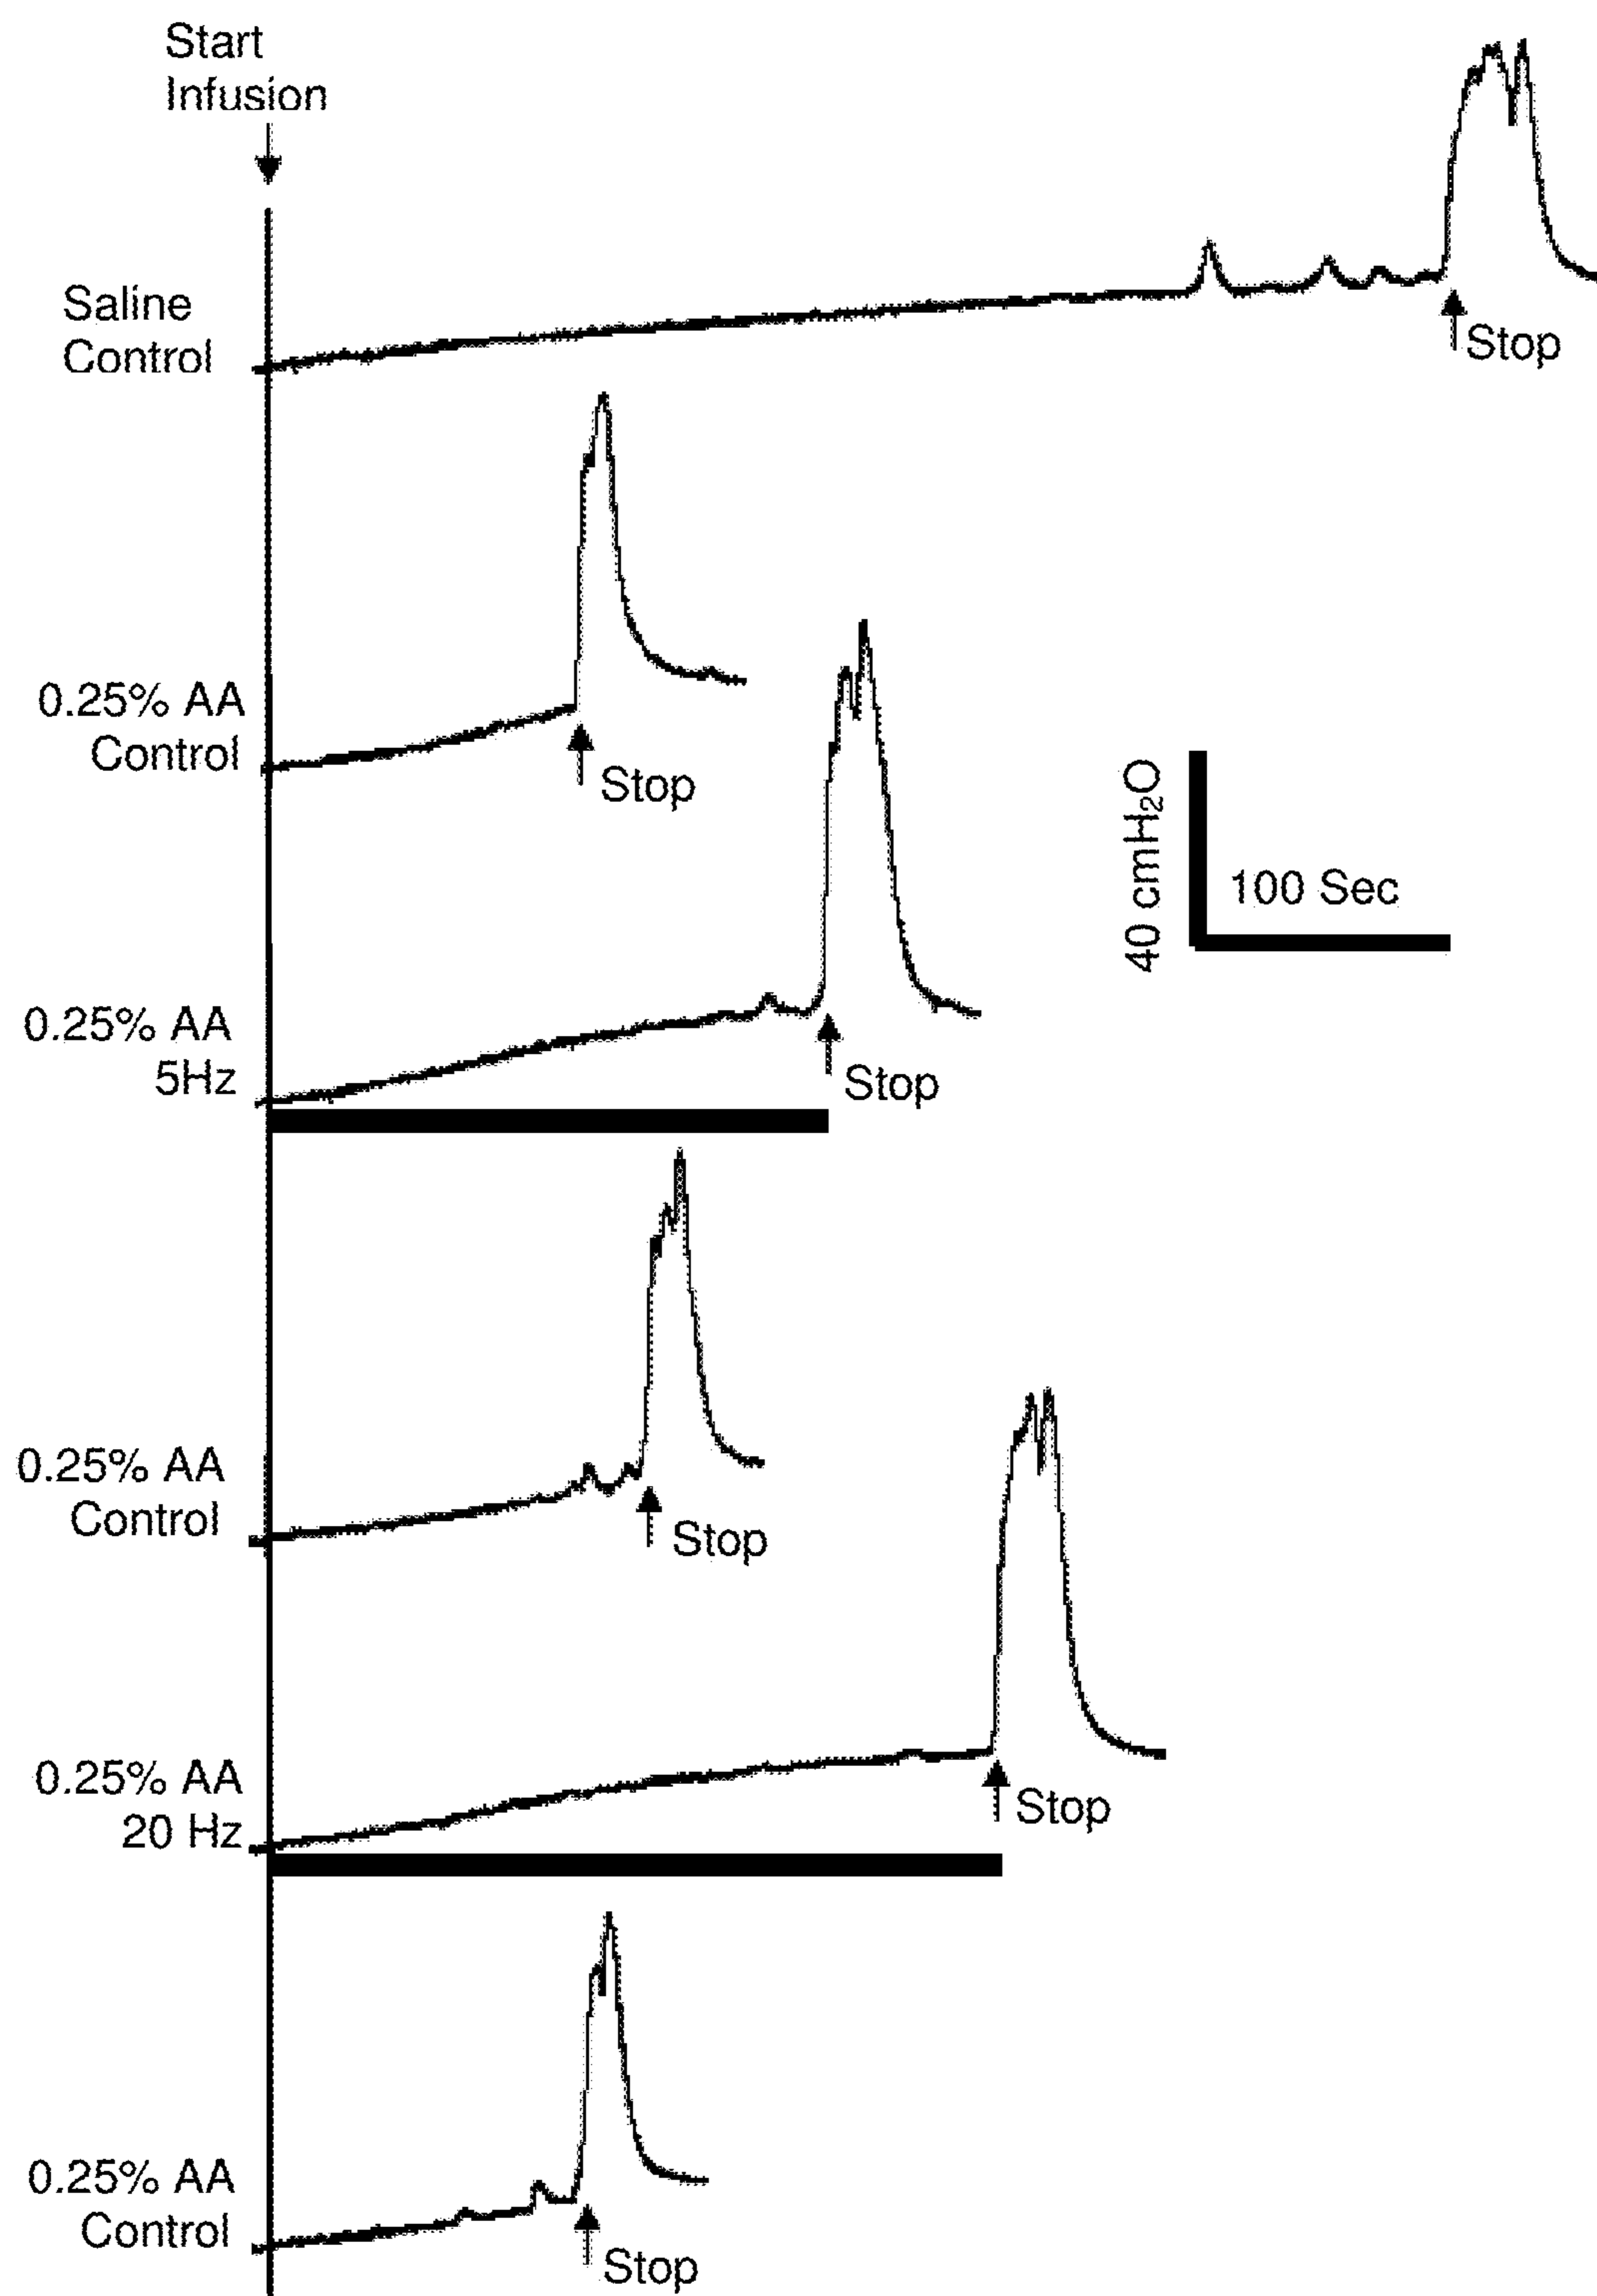 Start
Infusion
Saline
Control
Stop
0.25% AA
Control
Stop
40 cmH₂O
100 Sec
0.25% AA
5Hz
Stop
0.25% AA
Control
Stop
0.25% AA
20 Hz
Stop
0.25% AA
Control
Stop